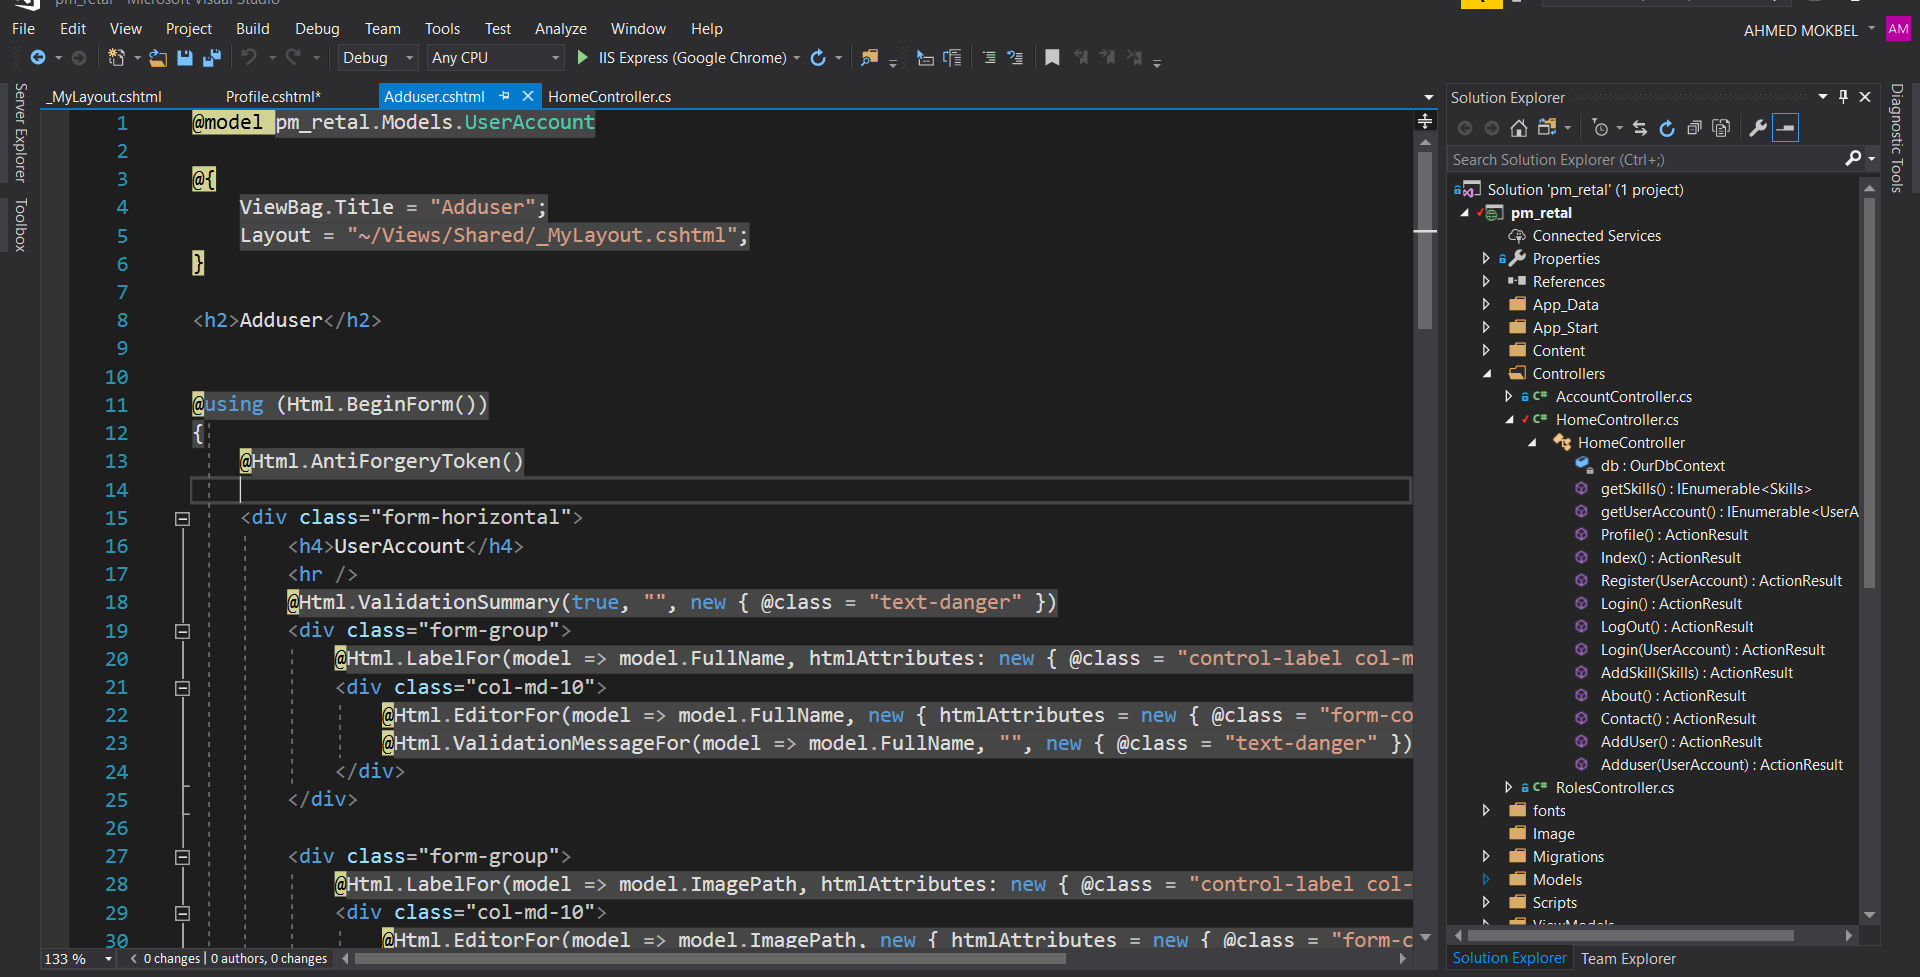 pm_retal - Microsoft Visual Studio
File Edit View Project Build Debug Team Tools Test Analyze Window Help
AHMED MOKBEL AM
Debug Any CPU IIS Express (Google Chrome)
Server Explorer
Toolbox
_MyLayout.cshtml Profile.cshtml* Adduser.cshtml HomeController.cs
1 @model pm_retal.Models.UserAccount
2
3 @{
4 ViewBag.Title = "Adduser";
5 Layout = "~/Views/Shared/_MyLayout.cshtml";
6 }
7
8 <h2>Adduser</h2>
9
10
11 @using (Html.BeginForm())
12 {
13 @Html.AntiForgeryToken()
14
15 <div class="form-horizontal">
16 <h4>UserAccount</h4>
17 <hr />
18 @Html.ValidationSummary(true, "", new { @class = "text-danger" })
19 <div class="form-group">
20 @Html.LabelFor(model => model.FullName, htmlAttributes: new { @class = "control-label col-m
21 <div class="col-md-10">
22 @Html.EditorFor(model => model.FullName, new { htmlAttributes = new { @class = "form-co
23 @Html.ValidationMessageFor(model => model.FullName, "", new { @class = "text-danger" })
24 </div>
25 </div>
26
27 <div class="form-group">
28 @Html.LabelFor(model => model.ImagePath, htmlAttributes: new { @class = "control-label col-
29 <div class="col-md-10">
30 @Html.EditorFor(model => model.ImagePath, new { htmlAttributes = new { @class = "form-c
133 % 0 changes | 0 authors, 0 changes
Solution Explorer
Search Solution Explorer (Ctrl+;)
Solution 'pm_retal' (1 project)
pm_retal
Connected Services
Properties
References
App_Data
App_Start
Content
Controllers
C# AccountController.cs
C# HomeController.cs
HomeController
db : OurDbContext
getSkills() : IEnumerable<Skills>
getUserAccount() : IEnumerable<UserA
Profile() : ActionResult
Index() : ActionResult
Register(UserAccount) : ActionResult
Login() : ActionResult
LogOut() : ActionResult
Login(UserAccount) : ActionResult
AddSkill(Skills) : ActionResult
About() : ActionResult
Contact() : ActionResult
AddUser() : ActionResult
Adduser(UserAccount) : ActionResult
C# RolesController.cs
fonts
Image
Migrations
Models
Scripts
ViewModels
Solution Explorer Team Explorer
Diagnostic Tools